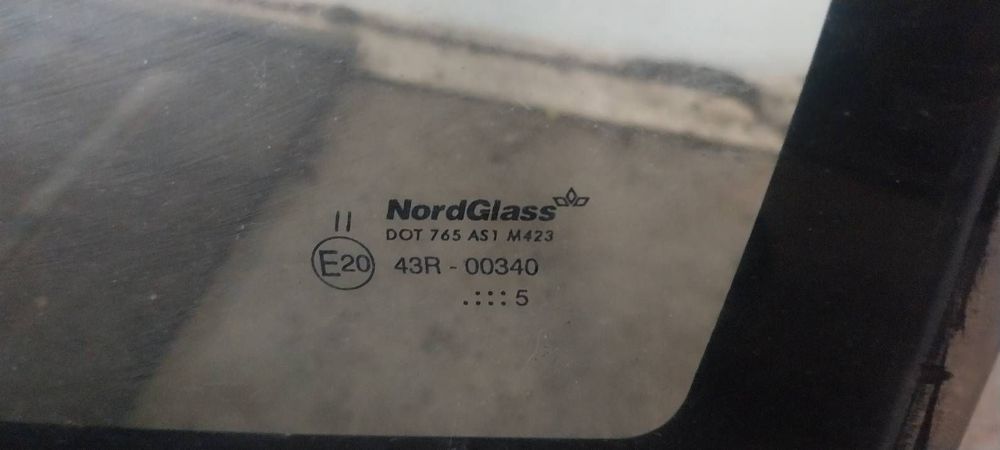 II
NordGlass
DOT 765 AS1 M423
E20 43R - 00340
.:::: 5